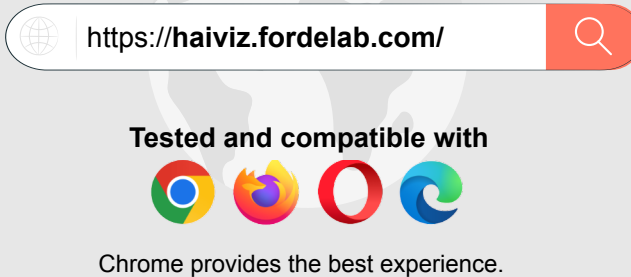 https://haiviz.fordelab.com/
Tested and compatible with
Chrome provides the best experience.